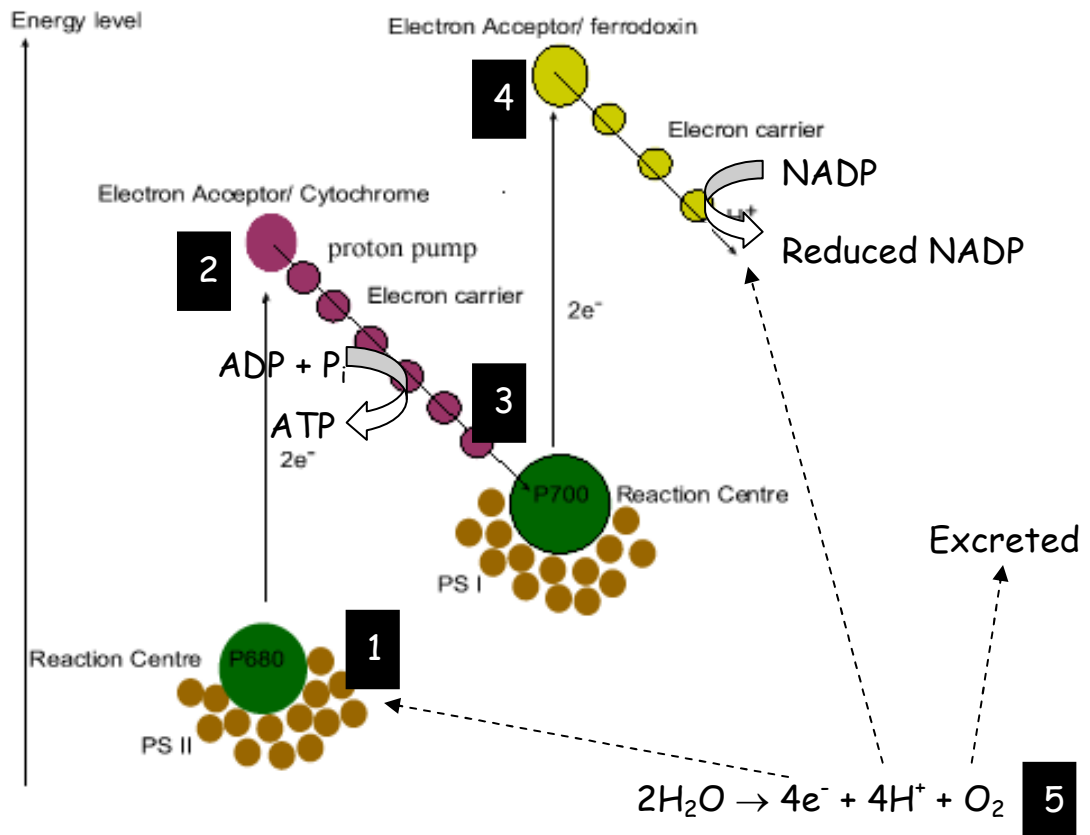 Energy level
Electron Acceptor/ ferrodoxin
4
Elecron carrier
NADP
H⁺
Reduced NADP
Electron Acceptor/ Cytochrome
2
proton pump
Elecron carrier
2e⁻
ADP + Pᵢ
ATP
3
2e⁻
P700
Reaction Centre
PS I
Excreted
Reaction Centre
P680
1
PS II
2H₂O → 4e⁻ + 4H⁺ + O₂
5